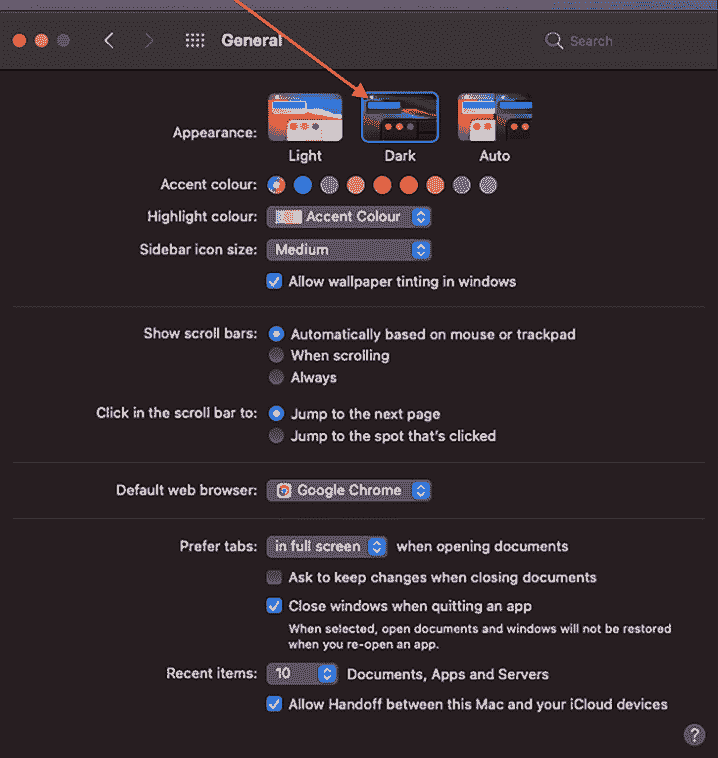 General
Search
Appearance:
Light
Dark
Auto
Accent colour:
Highlight colour: Accent Colour
Sidebar icon size: Medium
Allow wallpaper tinting in windows
Show scroll bars: Automatically based on mouse or trackpad
When scrolling
Always
Click in the scroll bar to: Jump to the next page
Jump to the spot that's clicked
Default web browser: Google Chrome
Prefer tabs: in full screen when opening documents
Ask to keep changes when closing documents
Close windows when quitting an app
When selected, open documents and windows will not be restored
when you re-open an app.
Recent items: 10 Documents, Apps and Servers
Allow Handoff between this Mac and your iCloud devices
?